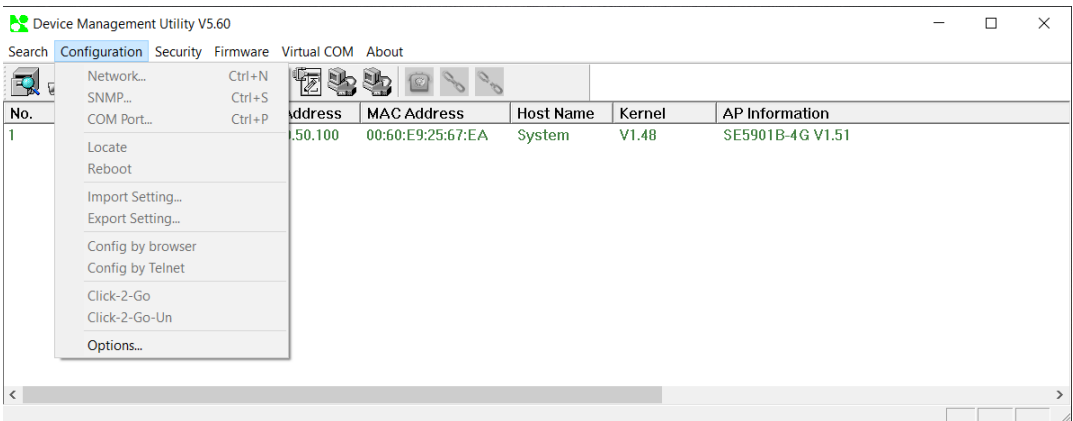 Device Management Utility V5.60
Search Configuration Security Firmware Virtual COM About
Network... Ctrl+N
SNMP... Ctrl+S
COM Port... Ctrl+P
Locate
Reboot
Import Setting...
Export Setting...
Config by browser
Config by Telnet
Click-2-Go
Click-2-Go-Un
Options...
No. Address MAC Address Host Name Kernel AP Information
1 .50.100 00:60:E9:25:67:EA System V1.48 SE5901B-4G V1.51